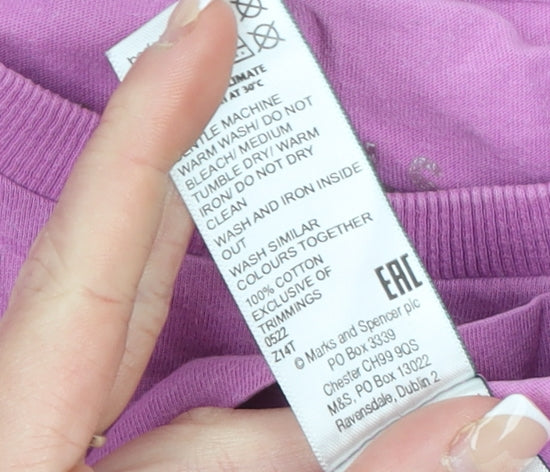 AT 30°C
GENTLE MACHINE
WARM WASH/ DO NOT
BLEACH/ MEDIUM
TUMBLE DRY/ WARM
IRON/ DO NOT DRY
CLEAN
WASH AND IRON INSIDE
OUT
WASH SIMILAR
COLOURS TOGETHER
100% COTTON
EXCLUSIVE OF
TRIMMINGS
0522
Z14T
EAC
© Marks and Spencer plc
PO Box 3339
Chester CH99 9QS
M&S, PO Box 13022
Ravensdale, Dublin 2